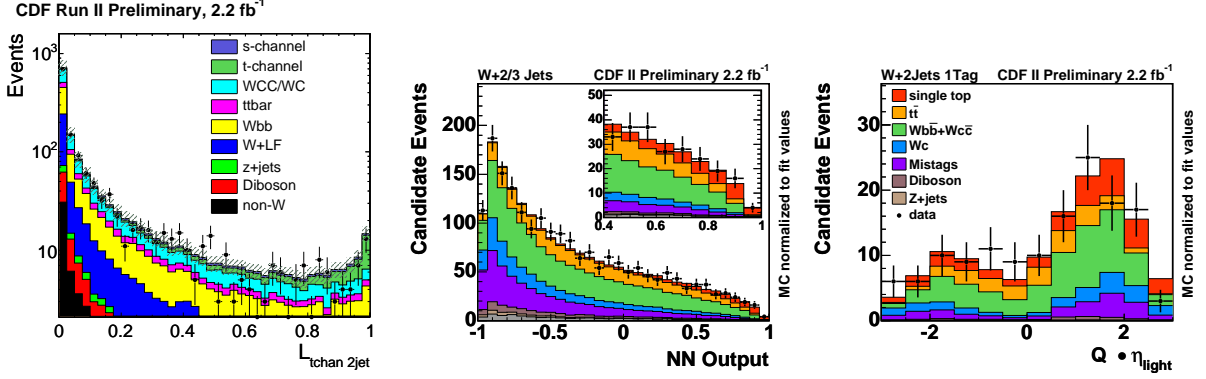 CDF Run II Preliminary, 2.2 fb⁻¹
Events
10³
10²
10
s-channel
t-channel
WCC/WC
ttbar
Wbb
W+LF
z+jets
Diboson
non-W
0 0.2 0.4 0.6 0.8 1
L_tchan 2jet
W+2/3 Jets CDF II Preliminary 2.2 fb⁻¹
Candidate Events
200
150
100
50
0
50
40
30
20
10
0
0.4 0.6 0.8 1
-1 -0.5 0 0.5 1
NN Output
MC normalized to fit values
W+2Jets 1Tag CDF II Preliminary 2.2 fb⁻¹
Candidate Events
30
20
10
0
single top
tt̄
Wbb̄+Wcc̄
Wc
Mistags
Diboson
Z+jets
data
-2 0 2
Q • η_light
MC normalized to fit values